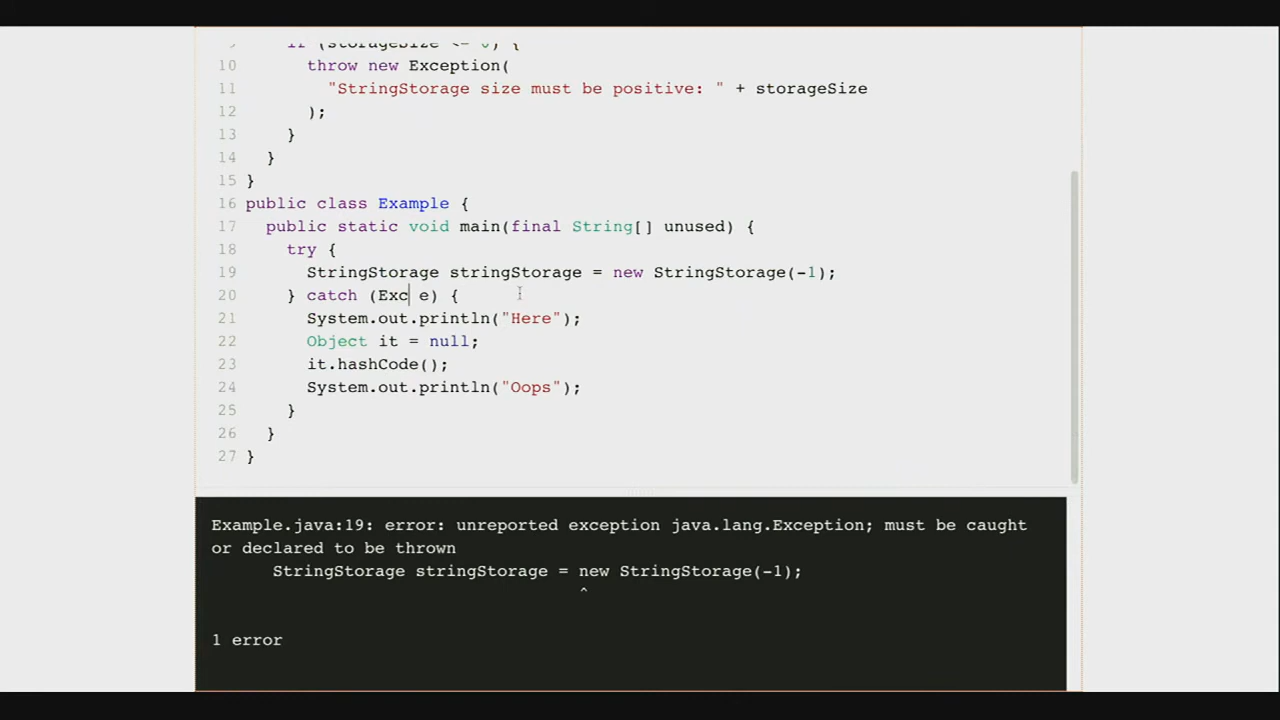 9 if (storageSize <= 0) {
10 throw new Exception(
11 "StringStorage size must be positive: " + storageSize
12 );
13 }
14 }
15 }
16 public class Example {
17 public static void main(final String[] unused) {
18 try {
19 StringStorage stringStorage = new StringStorage(-1);
20 } catch (Exc e) {
21 System.out.println("Here");
22 Object it = null;
23 it.hashCode();
24 System.out.println("Oops");
25 }
26 }
27 }
Example.java:19: error: unreported exception java.lang.Exception; must be caught
or declared to be thrown
StringStorage stringStorage = new StringStorage(-1);
^
1 error